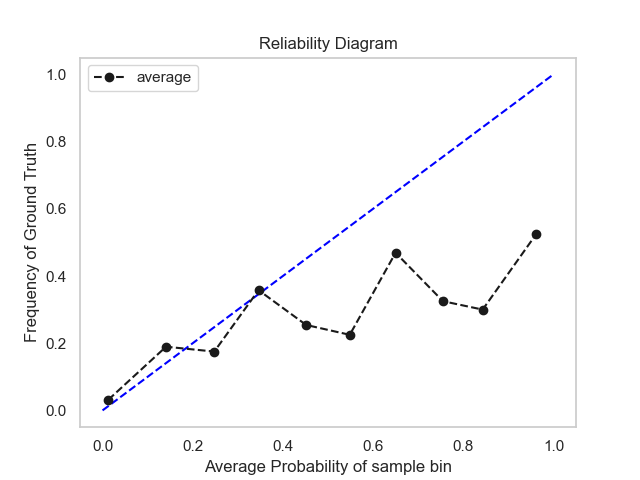 Reliability Diagram
average
1.0
0.8
0.6
0.4
0.2
0.0
Frequency of Ground Truth
0.0 0.2 0.4 0.6 0.8 1.0
Average Probability of sample bin